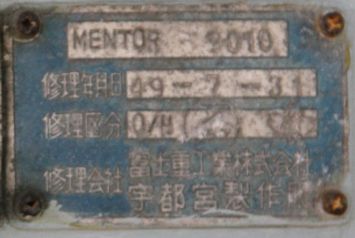 MENTOR - 9010
修理年月日 49-7-31
修理区分 O/H
修理会社 富士重工業株式会社
宇都宮製作所